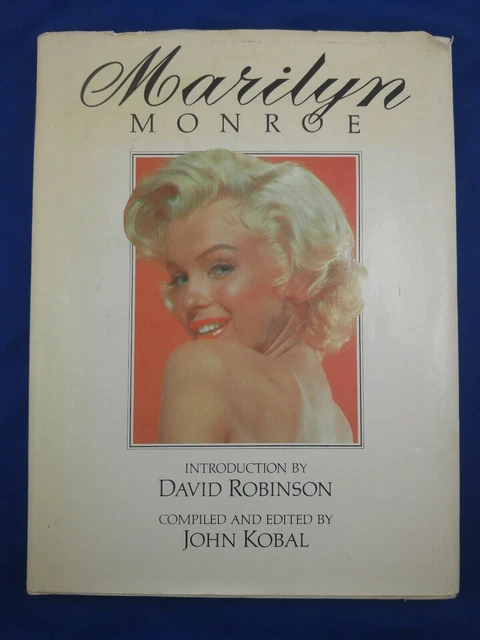 Marilyn
MONROE
INTRODUCTION BY
DAVID ROBINSON
COMPILED AND EDITED BY
JOHN KOBAL